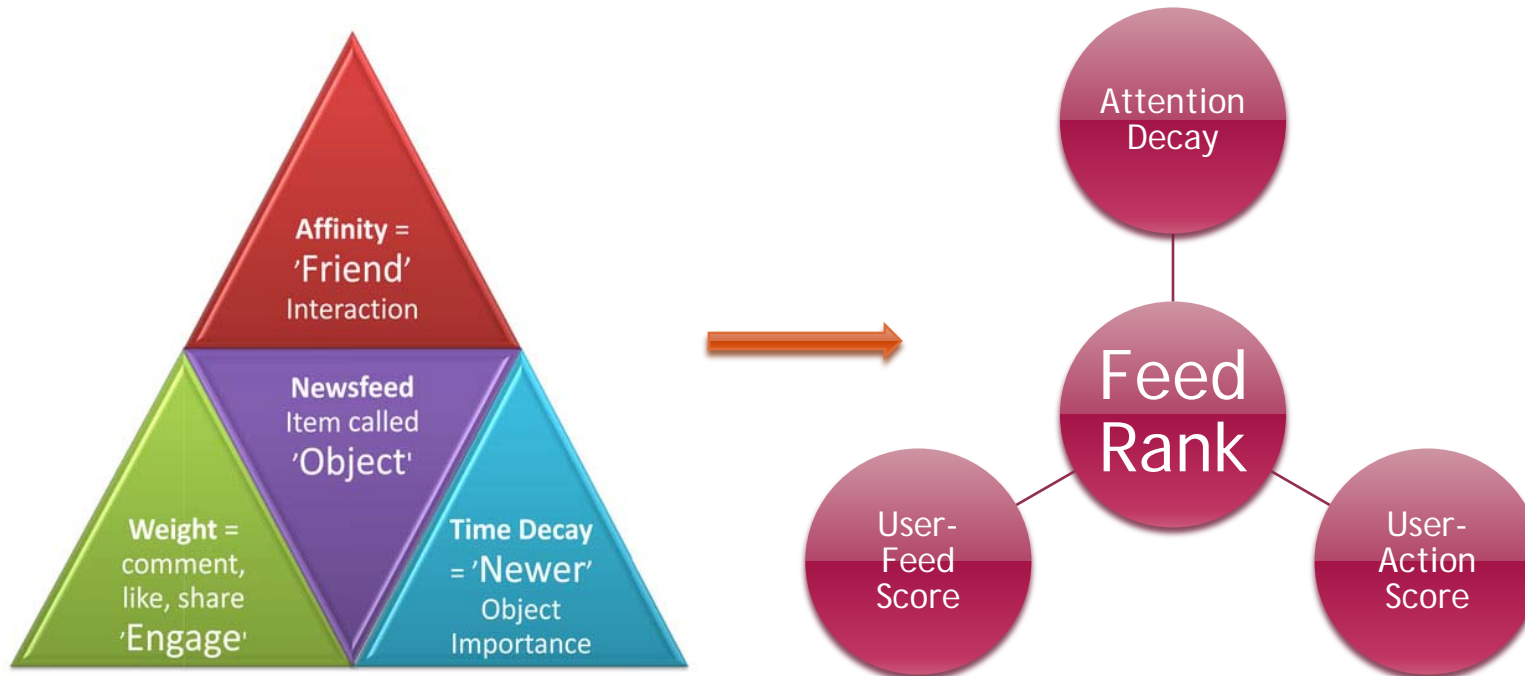 Affinity =
'Friend'
Interaction
Newsfeed
Item called
'Object'
Weight =
comment,
like, share
'Engage'
Time Decay
= 'Newer'
Object
Importance
Attention
Decay
Feed
Rank
User-
Feed
Score
User-
Action
Score